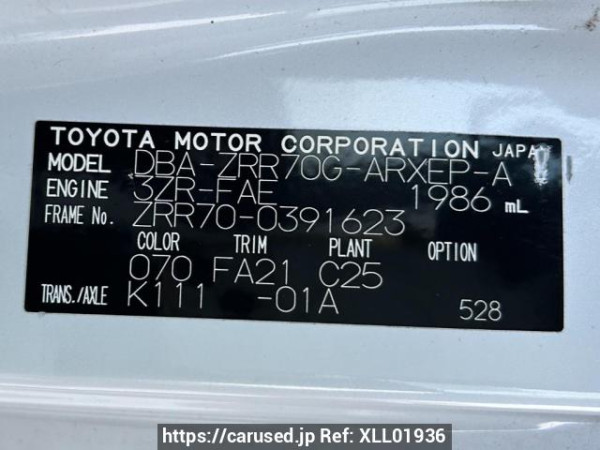 TOYOTA MOTOR CORPORATION JAPAN
MODEL DBA-ZRR70G-ARXEP-A
ENGINE 3ZR-FAE 1986 mL
FRAME No. ZRR70-0391623
COLOR TRIM PLANT OPTION
070 FA21 C25
TRANS./AXLE K111 -01A 528
https://carused.jp Ref: XLL01936